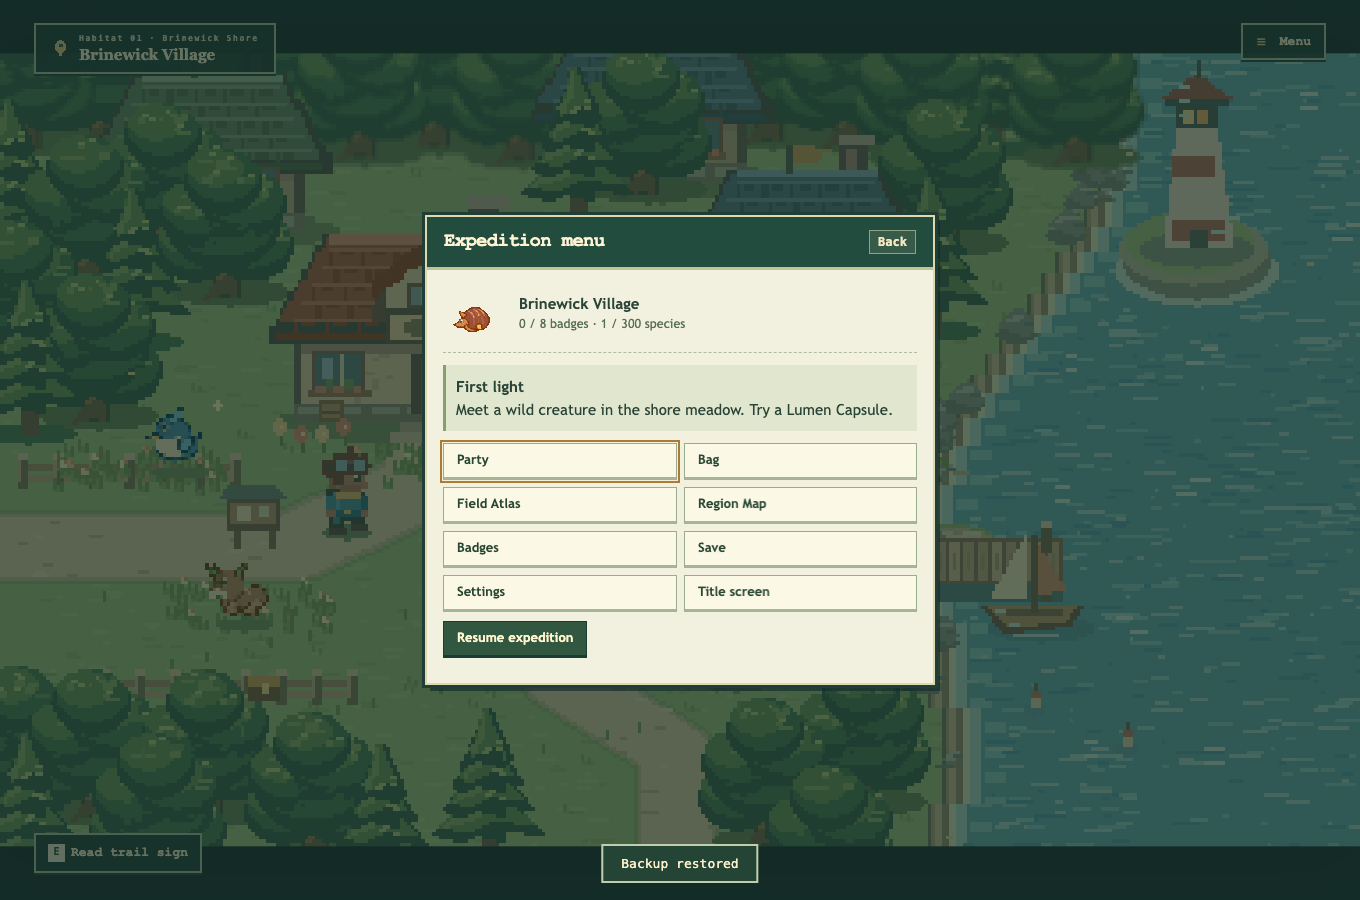 Habitat 01 · Brinewick Shore
Brinewick Village
≡ Menu
Expedition menu
Back
Brinewick Village
0 / 8 badges · 1 / 300 species
First light
Meet a wild creature in the shore meadow. Try a Lumen Capsule.
Party
Bag
Field Atlas
Region Map
Badges
Save
Settings
Title screen
Resume expedition
E Read trail sign
Backup restored